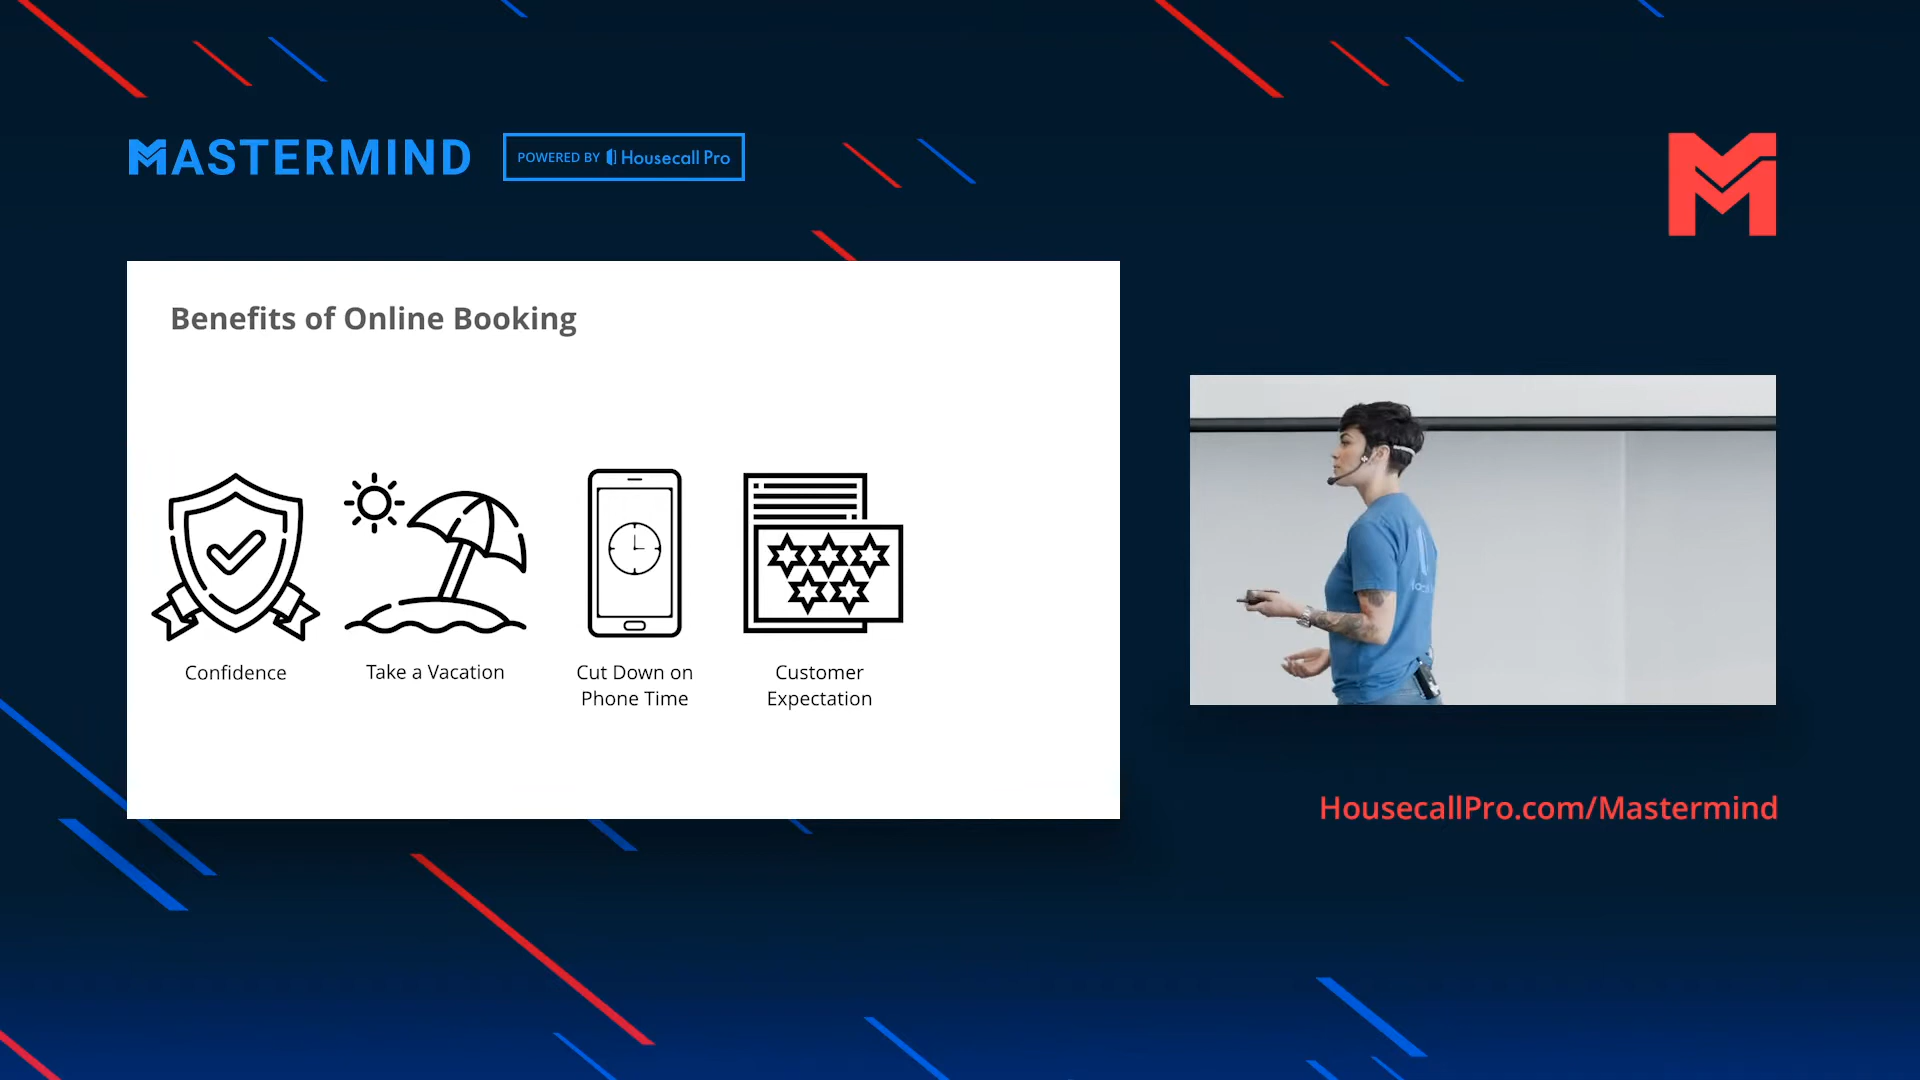 MASTERMIND
POWERED BY Housecall Pro
Benefits of Online Booking
Confidence
Take a Vacation
Cut Down on
Phone Time
Customer
Expectation
HousecallPro.com/Mastermind